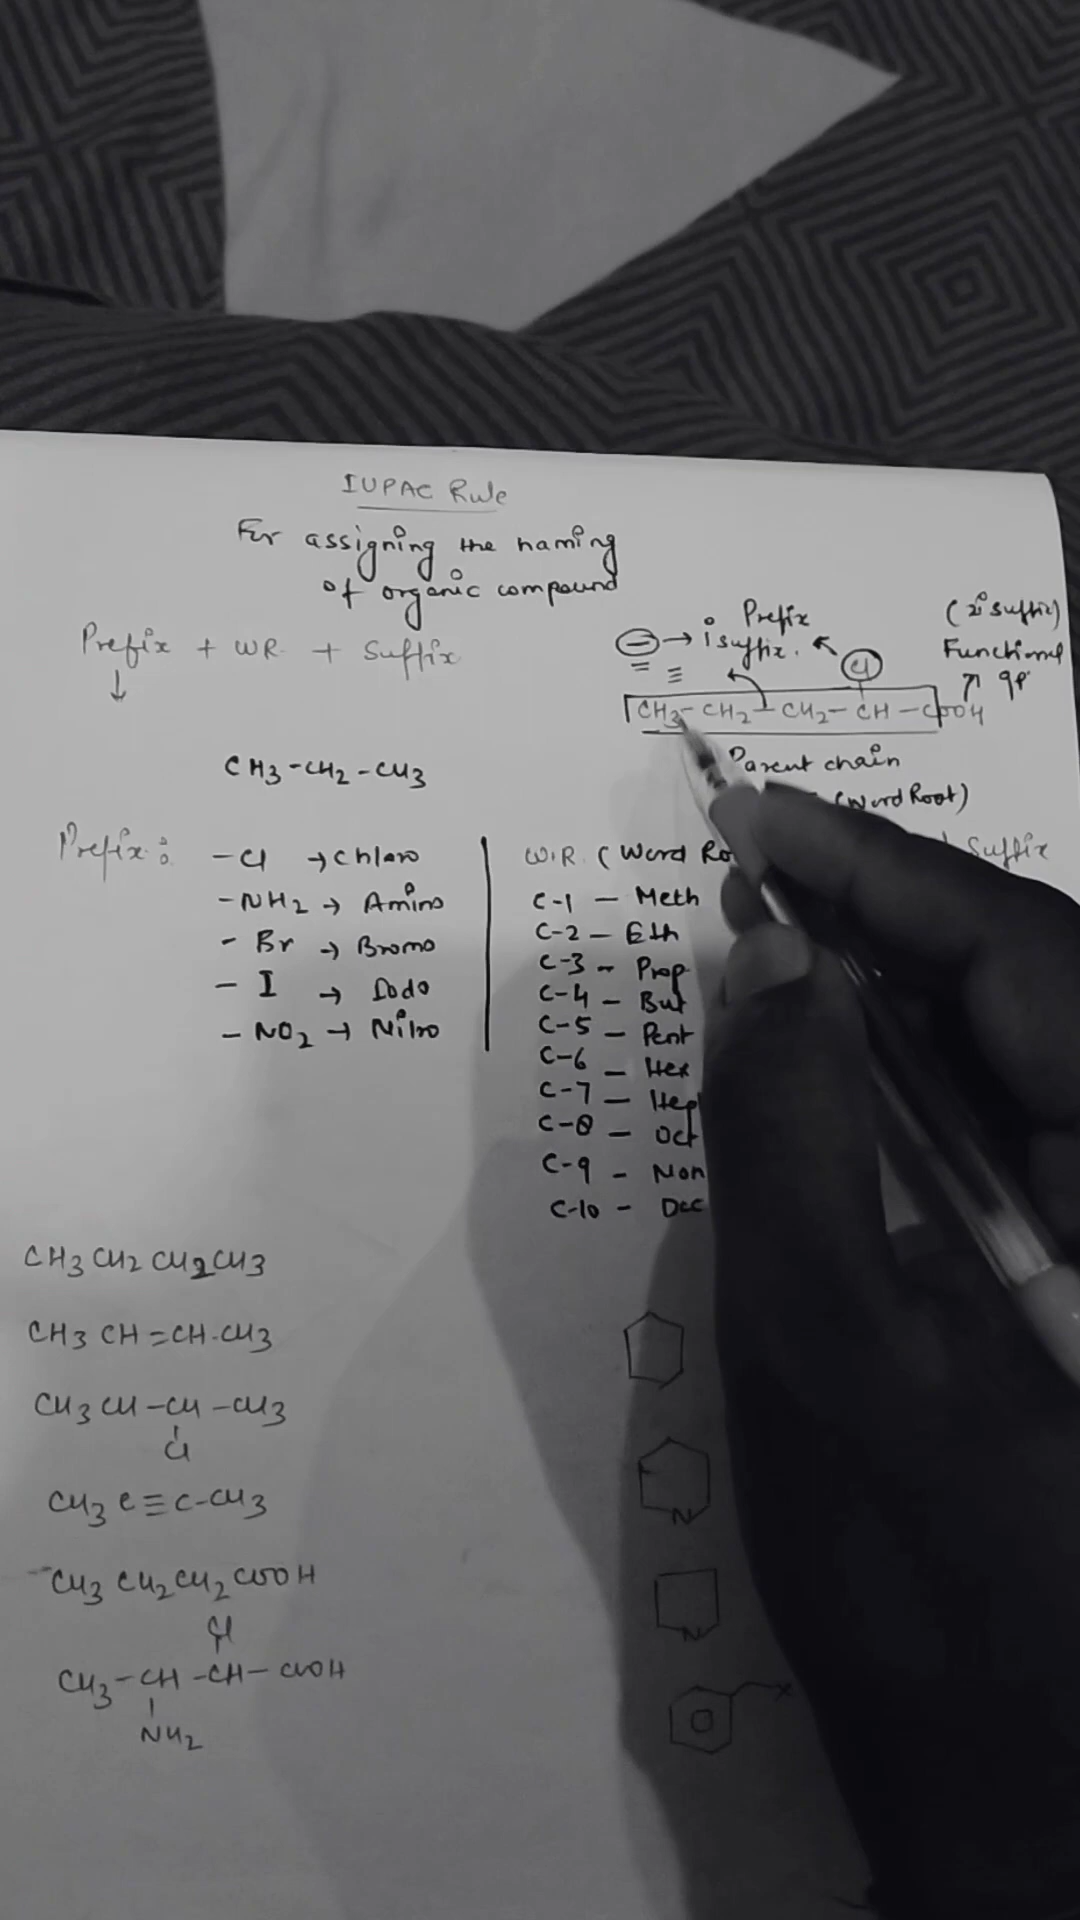 IUPAC Rule
For assigning the naming
of organic compound
Prefix + WR + Suffix
↓
Prefix
— → 1° suffix.
=
≡
Cl
(2° Suffix)
Functional
gp.
CH3 - CH2 - CH2 - CH - COOH
Parent chain
(Word Root)
CH3 - CH2 - CH3
Prefix:
- Cl → Chloro
- NH2 → Amino
- Br → Bromo
- I → Iodo
- NO2 → Nitro
W.R. (Word Ro
Suffix
C-1 - Meth
C-2 - Eth
C-3 - Prop
C-4 - But
C-5 - Pent
C-6 - Hex
C-7 - Hep
C-8 - Oct
C-9 - Non
C-10 - Dec
CH3 CH2 CH2 CH3
CH3 CH = CH - CH3
CH3 CH - CH - CH3
Cl
CH3 C ≡ C - CH3
CH3 CH2 CH2 COOH
Cl
CH3 - CH - CH - COOH
NH2
N
N
X